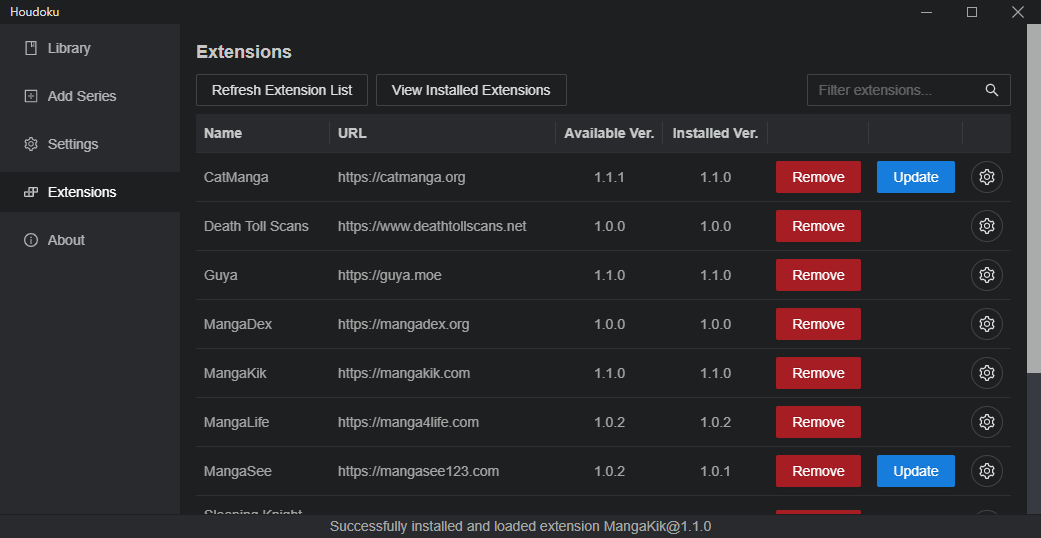 Houdoku
Library
Add Series
Settings
Extensions
About
Extensions
Refresh Extension List View Installed Extensions Filter extensions...
Name URL Available Ver. Installed Ver.
CatManga https://catmanga.org 1.1.1 1.1.0 Remove Update
Death Toll Scans https://www.deathtollscans.net 1.0.0 1.0.0 Remove
Guya https://guya.moe 1.1.0 1.1.0 Remove
MangaDex https://mangadex.org 1.0.0 1.0.0 Remove
MangaKik https://mangakik.com 1.1.0 1.1.0 Remove
MangaLife https://manga4life.com 1.0.2 1.0.2 Remove
MangaSee https://mangasee123.com 1.0.2 1.0.1 Remove Update
Sleeping Knight
Successfully installed and loaded extension MangaKik@1.1.0